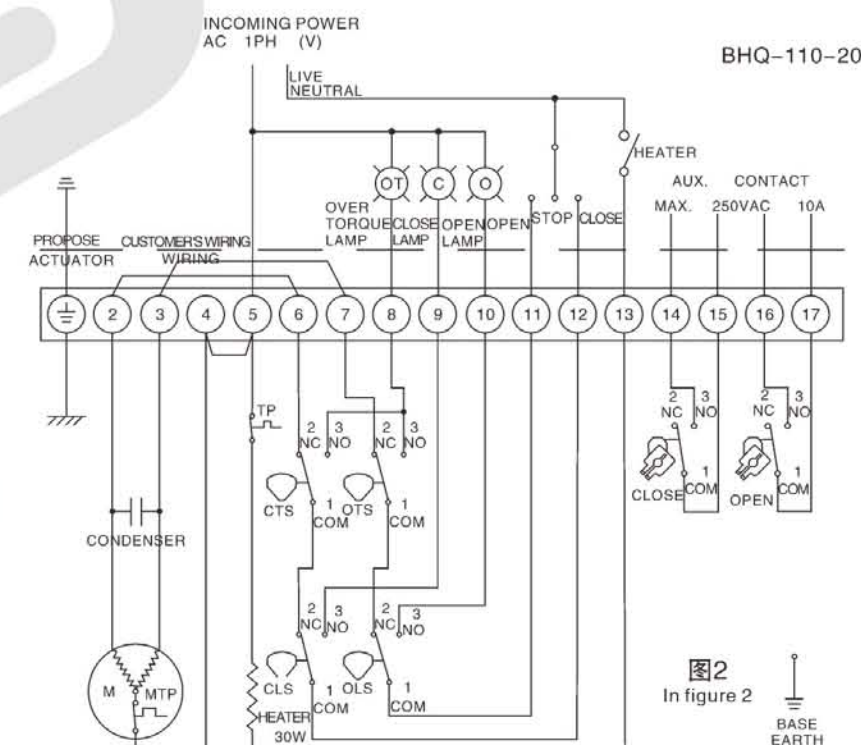 INCOMING POWER
AC 1PH (V)
BHQ-110-20
LIVE
NEUTRAL
HEATER
OT
C
O
AUX. CONTACT
MAX. 250VAC 10A
OVER
TORQUE
LAMP
CLOSE
LAMP
OPEN
LAMP
OPEN
STOP
CLOSE
PROPOSE
ACTUATOR
CUSTOMER'S WIRING
WIRING
2 3 4 5 6 7 8 9 10 11 12 13 14 15 16 17
TP
2 3 2 3
NC NO NC NO
2 3 2 3
NC NO NC NO
CTS
1
COM
OTS
1
COM
CLOSE
1
COM
OPEN
1
COM
CONDENSER
2 3 2 3
NC NO NC NO
M MTP
CLS
1
COM
OLS
1
COM
HEATER
30W
图2
In figure 2
BASE
EARTH